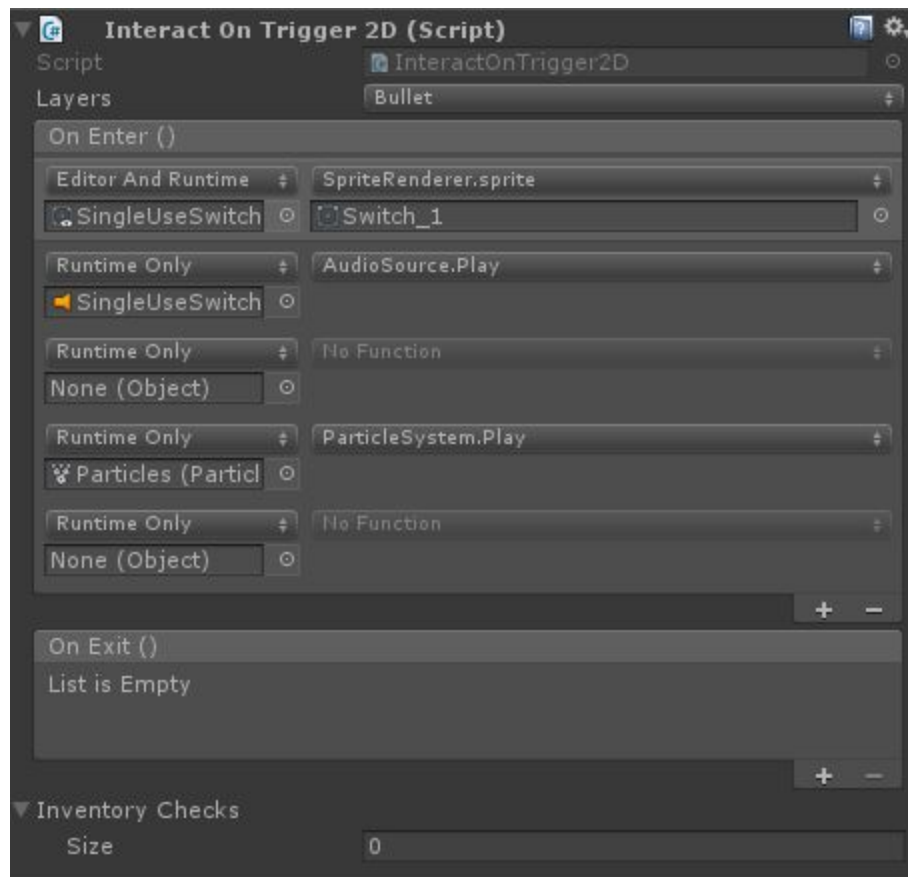 Interact On Trigger 2D (Script)
Script InteractOnTrigger2D
Layers Bullet
On Enter ()
Editor And Runtime SpriteRenderer.sprite
SingleUseSwitch Switch_1
Runtime Only AudioSource.Play
SingleUseSwitch
Runtime Only No Function
None (Object)
Runtime Only ParticleSystem.Play
Particles (Particl
Runtime Only No Function
None (Object)
+ −
On Exit ()
List is Empty
+ −
Inventory Checks
Size 0